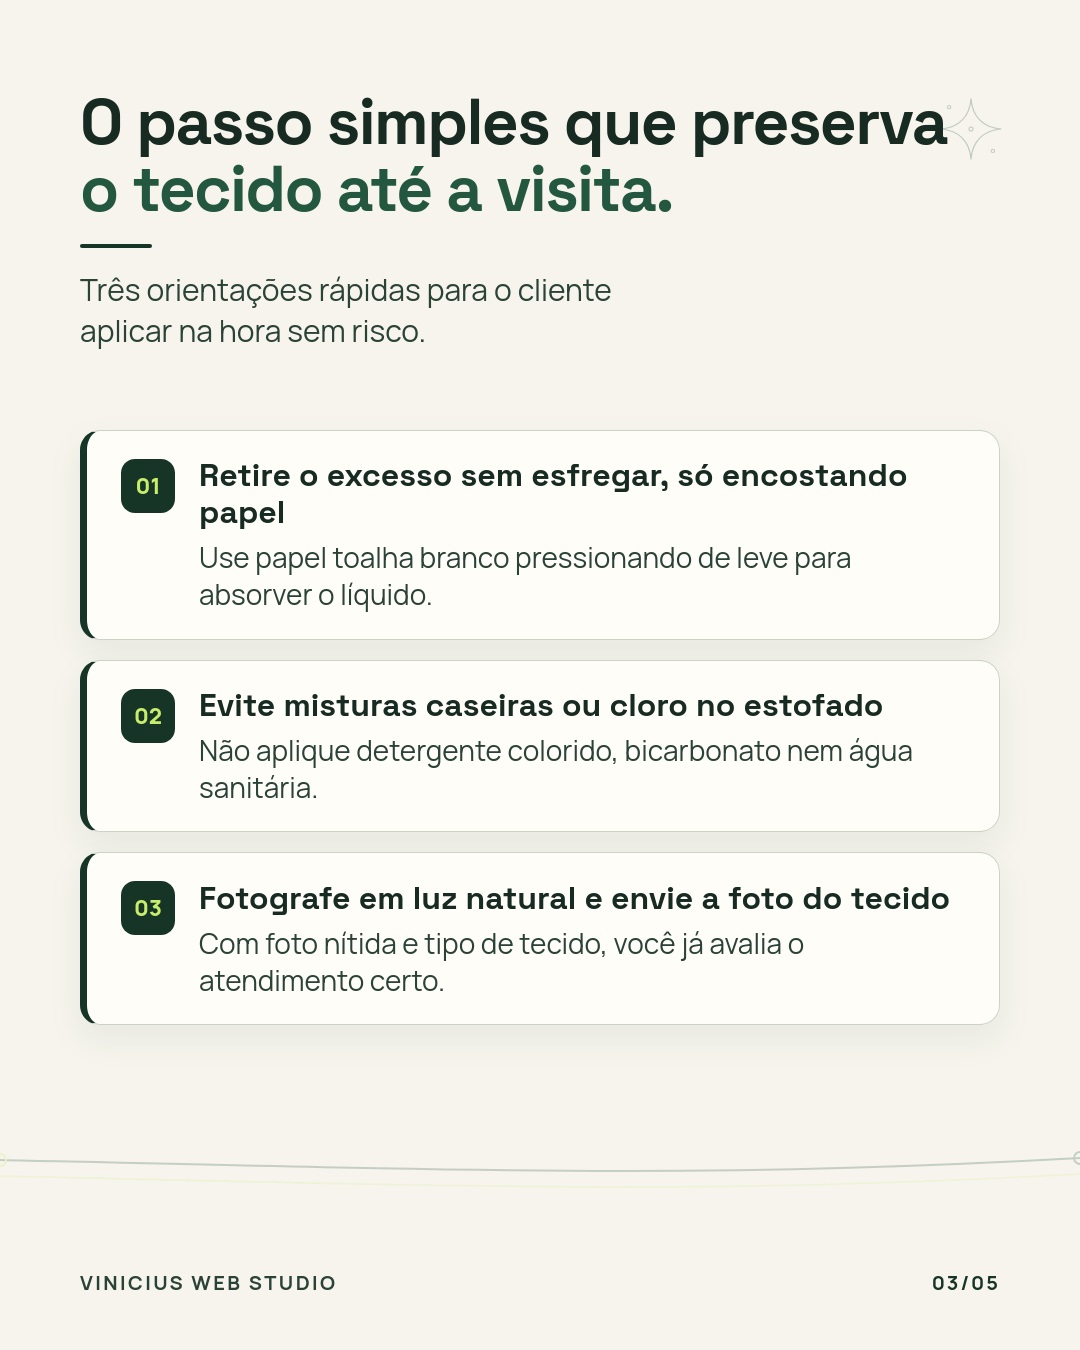 O passo simples que preserva
o tecido até a visita.
Três orientações rápidas para o cliente
aplicar na hora sem risco.
01
Retire o excesso sem esfregar, só encostando
papel
Use papel toalha branco pressionando de leve para
absorver o líquido.
02
Evite misturas caseiras ou cloro no estofado
Não aplique detergente colorido, bicarbonato nem água
sanitária.
03
Fotografe em luz natural e envie a foto do tecido
Com foto nítida e tipo de tecido, você já avalia o
atendimento certo.
VINICIUS WEB STUDIO
03/05